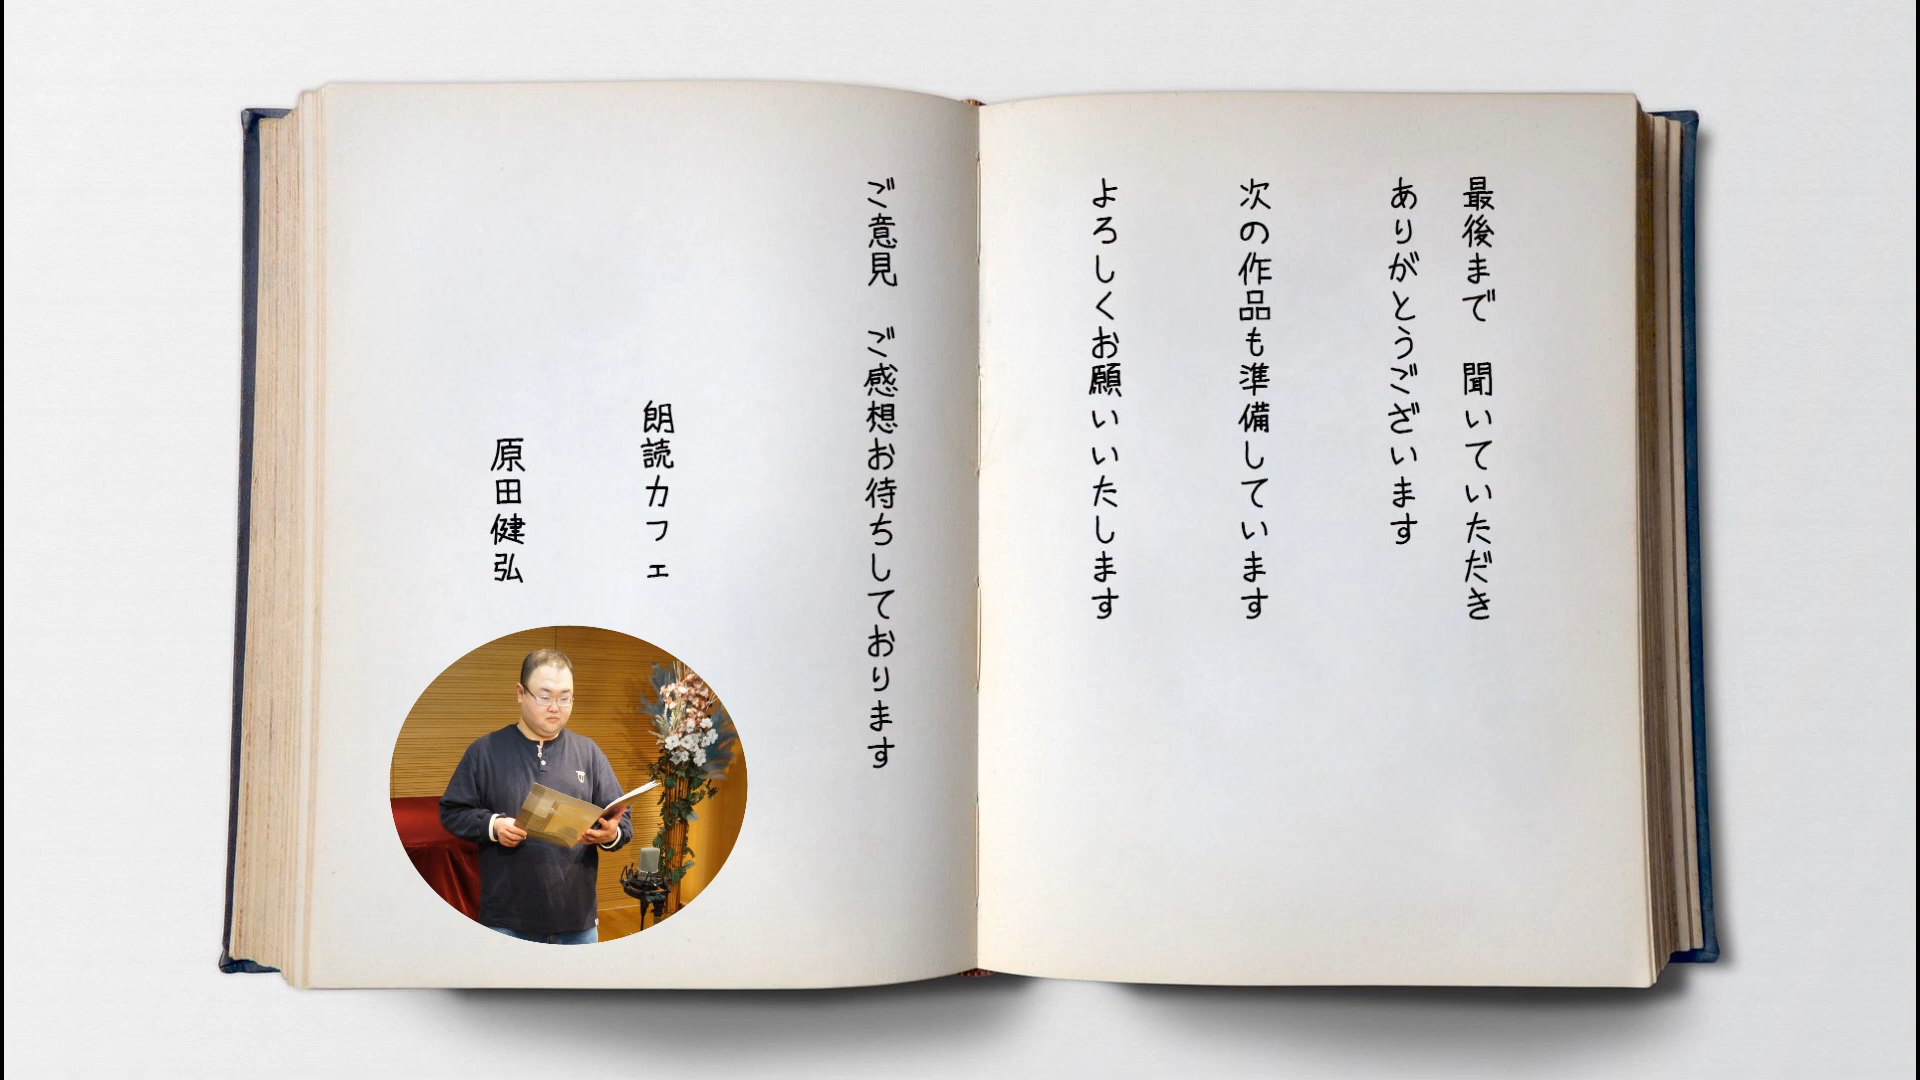 最後まで　聞いていただき
ありがとうございます
次の作品も準備しています
よろしくお願いいたします
ご意見　ご感想お待ちしております
朗読カフェ
原田健弘